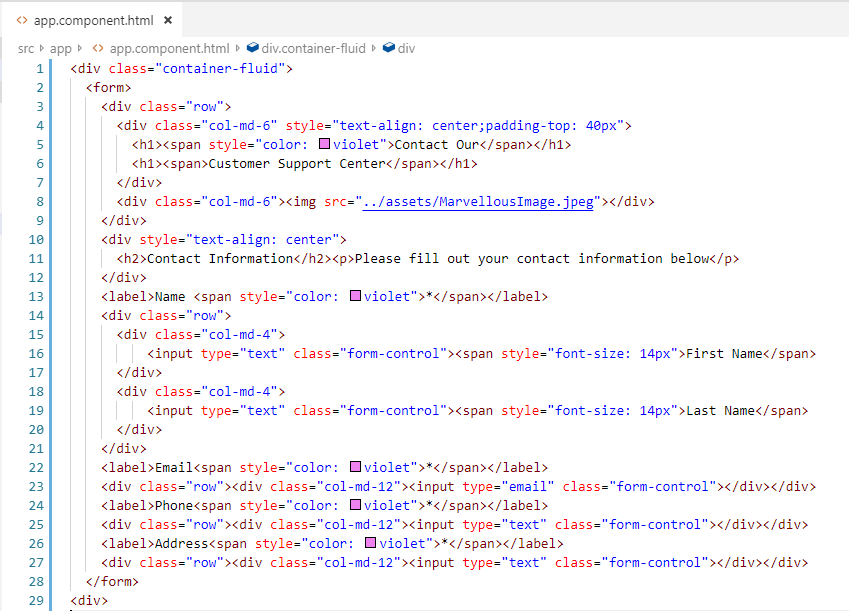 app.component.html ×
src app <> app.component.html div.container-fluid div
1 <div class="container-fluid">
2 <form>
3 <div class="row">
4 <div class="col-md-6" style="text-align: center;padding-top: 40px">
5 <h1><span style="color: violet">Contact Our</span></h1>
6 <h1><span>Customer Support Center</span></h1>
7 </div>
8 <div class="col-md-6"><img src="../assets/MarvellousImage.jpeg"></div>
9 </div>
10 <div style="text-align: center">
11 <h2>Contact Information</h2><p>Please fill out your contact information below</p>
12 </div>
13 <label>Name <span style="color: violet">*</span></label>
14 <div class="row">
15 <div class="col-md-4">
16 <input type="text" class="form-control"><span style="font-size: 14px">First Name</span>
17 </div>
18 <div class="col-md-4">
19 <input type="text" class="form-control"><span style="font-size: 14px">Last Name</span>
20 </div>
21 </div>
22 <label>Email<span style="color: violet">*</span></label>
23 <div class="row"><div class="col-md-12"><input type="email" class="form-control"></div></div>
24 <label>Phone<span style="color: violet">*</span></label>
25 <div class="row"><div class="col-md-12"><input type="text" class="form-control"></div></div>
26 <label>Address<span style="color: violet">*</span></label>
27 <div class="row"><div class="col-md-12"><input type="text" class="form-control"></div></div>
28 </form>
29 <div>